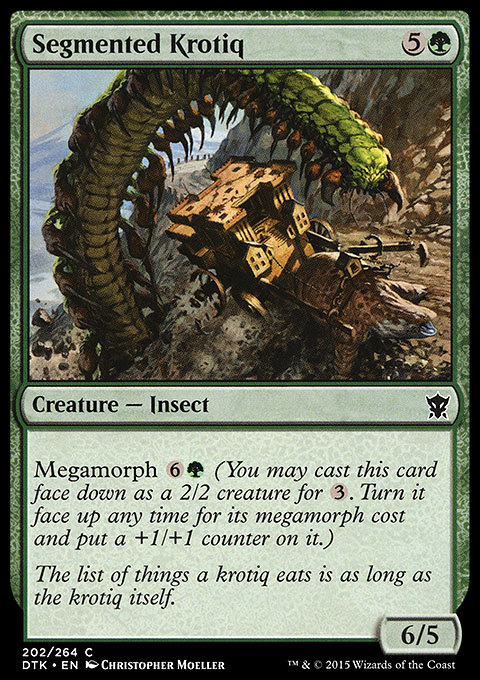 Segmented Krotiq 5
Creature — Insect
Megamorph 6 (You may cast this card
face down as a 2/2 creature for 3. Turn it
face up any time for its megamorph cost
and put a +1/+1 counter on it.)
The list of things a krotiq eats is as long as
the krotiq itself.
6/5
202/264 C
DTK • EN Christopher Moeller
™ & © 2015 Wizards of the Coast